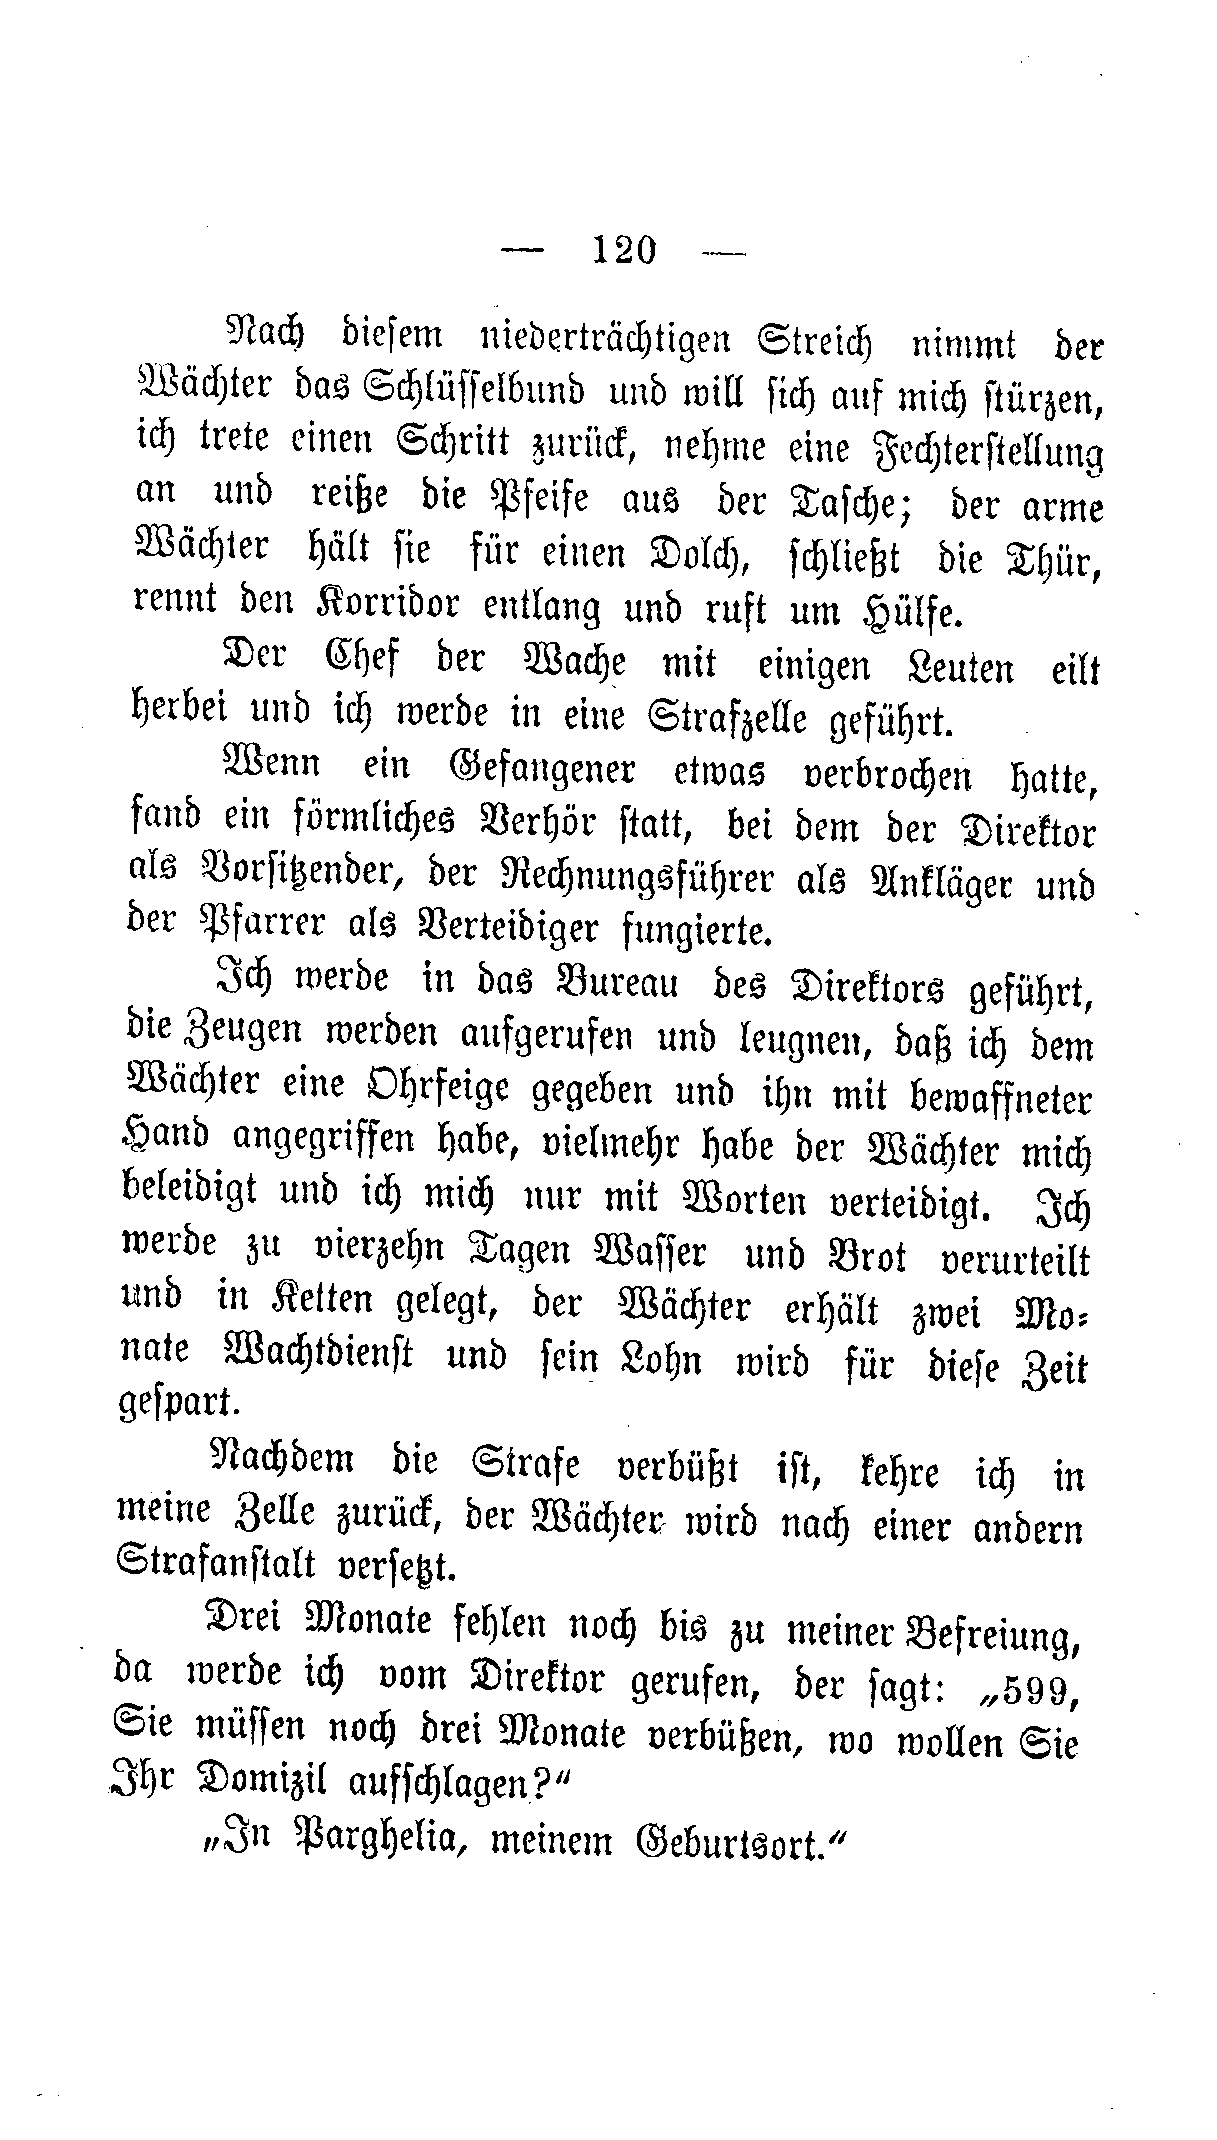 — 120 —
Nach diesem niederträchtigen Streich nimmt der
Wächter das Schlüsselbund und will sich auf mich stürzen,
ich trete einen Schritt zurück, nehme eine Fechterstellung
an und reiße die Pfeife aus der Tasche; der arme
Wächter hält sie für einen Dolch, schließt die Thür,
rennt den Korridor entlang und ruft um Hülfe.
Der Chef der Wache mit einigen Leuten eilt
herbei und ich werde in eine Strafzelle geführt.
Wenn ein Gefangener etwas verbrochen hatte,
fand ein förmliches Verhör statt, bei dem der Direktor
als Vorsitzender, der Rechnungsführer als Ankläger und
der Pfarrer als Verteidiger fungierte.
Ich werde in das Bureau des Direktors geführt,
die Zeugen werden aufgerufen und leugnen, daß ich dem
Wächter eine Ohrfeige gegeben und ihn mit bewaffneter
Hand angegriffen habe, vielmehr habe der Wächter mich
beleidigt und ich mich nur mit Worten verteidigt. Ich
werde zu vierzehn Tagen Wasser und Brot verurteilt
und in Ketten gelegt, der Wächter erhält zwei Mo-
nate Wachtdienst und sein Lohn wird für diese Zeit
gespart.
Nachdem die Strafe verbüßt ist, kehre ich in
meine Zelle zurück, der Wächter wird nach einer andern
Strafanstalt versetzt.
Drei Monate fehlen noch bis zu meiner Befreiung,
da werde ich vom Direktor gerufen, der sagt: „599,
Sie müssen noch drei Monate verbüßen, wo wollen Sie
Ihr Domizil aufschlagen?“
„In Parghelia, meinem Geburtsort.“